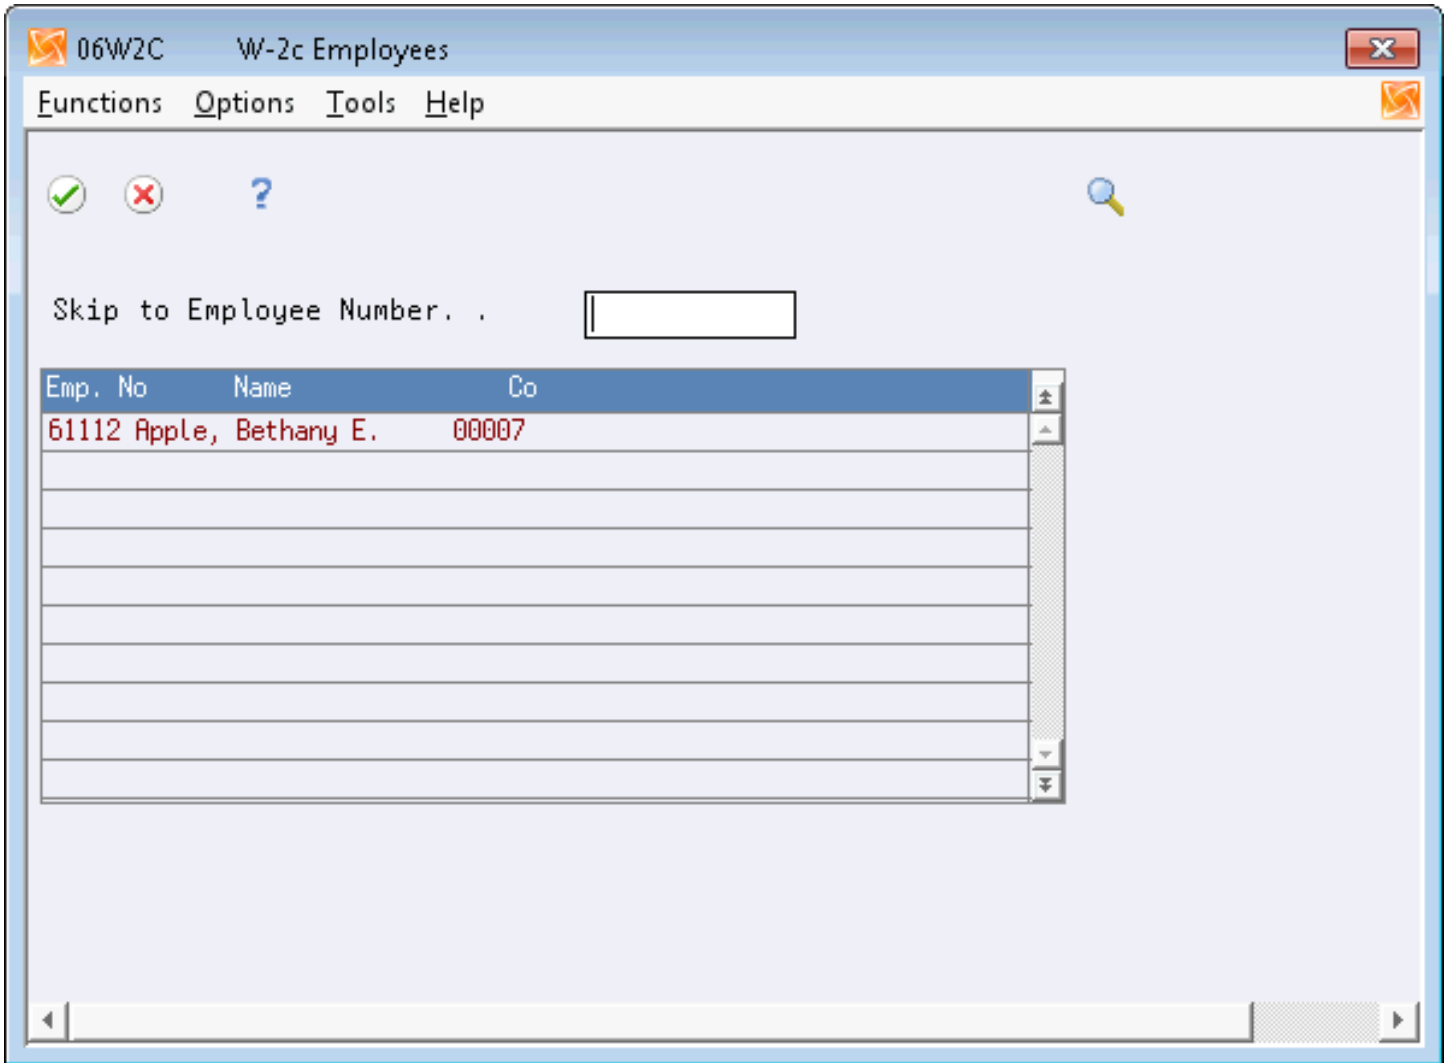 06W2C W-2c Employees
Functions Options Tools Help
?
Skip to Employee Number. .
Emp. No Name Co
61112 Apple, Bethany E. 00007